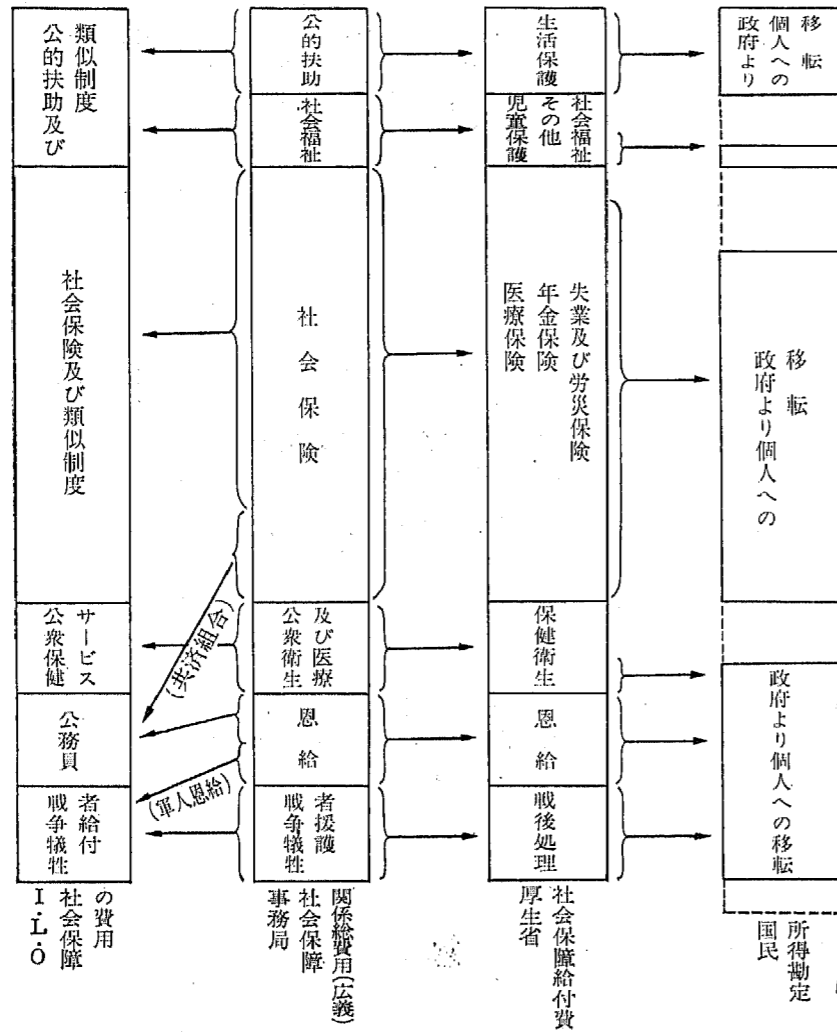 公的扶助及び
類似制度
社会保険及び類似制度
公衆保健
サービス
公務員
戦争犠牲
者給付
I.L.O
社会保障
の費用
(共済組合)
(軍人恩給)
公的扶助
社会福祉
社会保険
公衆衛生
及び医療
恩給
戦争犠牲
者援護
事務局
社会保障
関係総費用(広義)
生活保護
児童保護
その他
社会福祉
医療保険
年金保険
失業及び労災保険
保健衛生
恩給
戦後処理
厚生省
社会保障給付費
政府より
個人への
移転
政府より個人への
移転
政府より個人への移転
国民
所得勘定